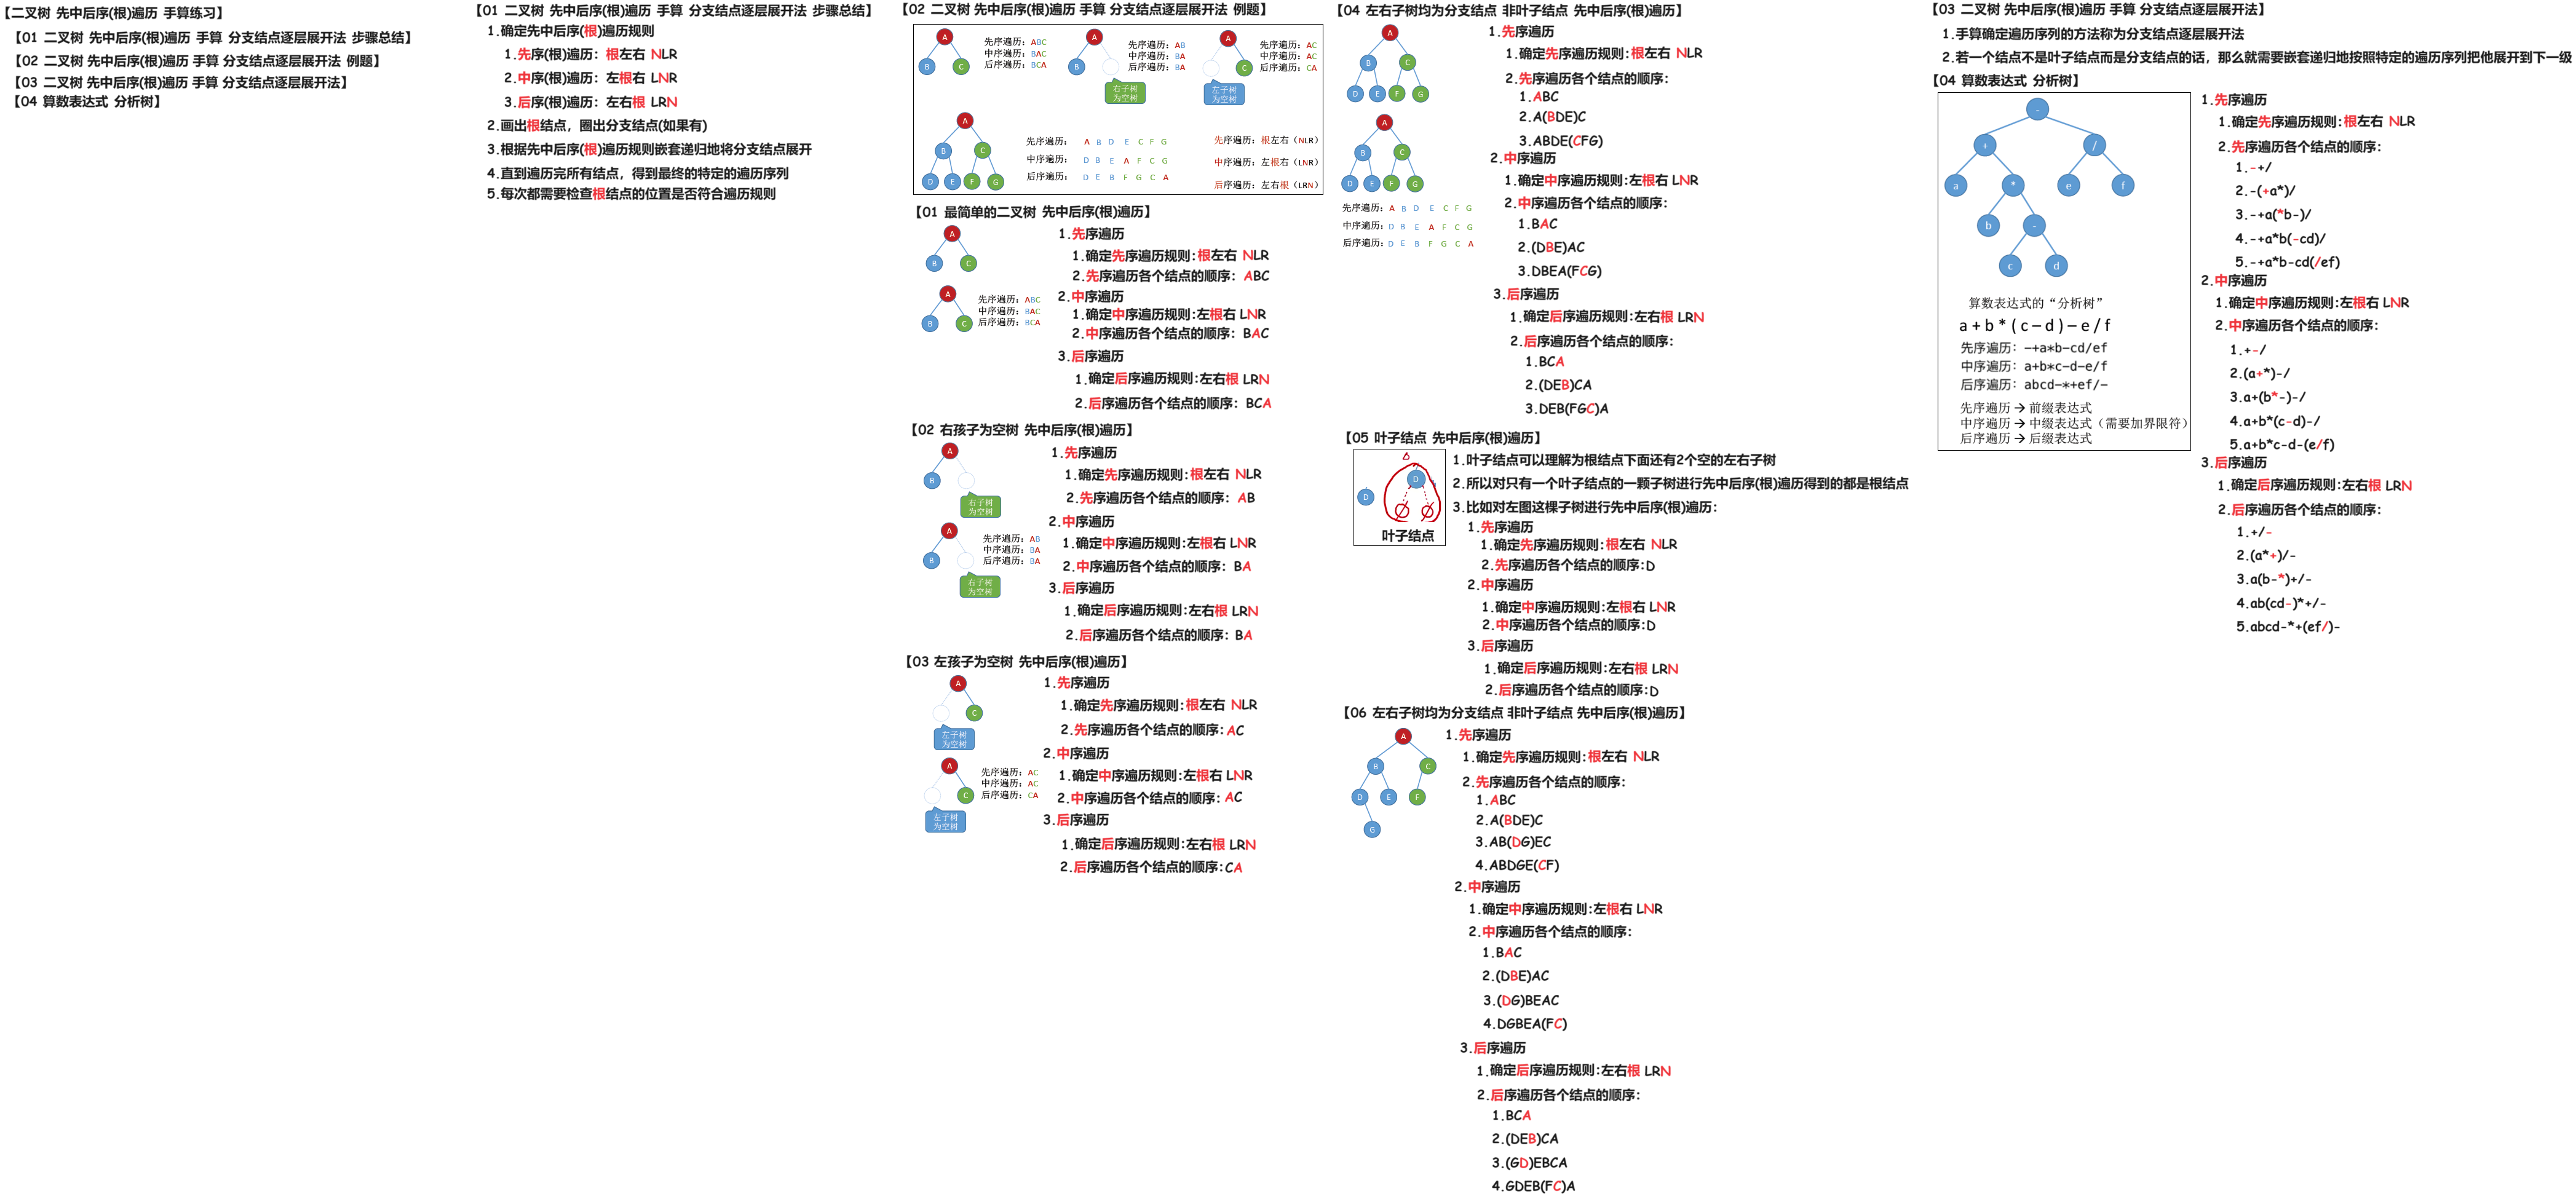 【二叉树 先中后序(根)遍历 手算练习】
【01 二叉树 先中后序(根)遍历 手算 分支结点逐层展开法 步骤总结】
【02 二叉树 先中后序(根)遍历 手算 分支结点逐层展开法 例题】
【03 二叉树 先中后序(根)遍历 手算 分支结点逐层展开法】
【04 算数表达式 分析树】
【01 二叉树 先中后序(根)遍历 手算 分支结点逐层展开法 步骤总结】
1.确定先中后序(根)遍历规则
1.先序(根)遍历: 根左右 NLR
2.中序(根)遍历: 左根右 LNR
3.后序(根)遍历: 左右根 LRN
2.画出根结点，圈出分支结点(如果有)
3.根据先中后序(根)遍历规则嵌套递归地将分支结点展开
4.直到遍历完所有结点，得到最终的特定的遍历序列
5.每次都需要检查根结点的位置是否符合遍历规则
【02 二叉树 先中后序(根)遍历 手算 分支结点逐层展开法 例题】
A
B C
先序遍历: ABC
中序遍历: BAC
后序遍历: BCA
A
B
右子树
为空树
先序遍历: AB
中序遍历: BA
后序遍历: BA
A
C
左子树
为空树
先序遍历: AC
中序遍历: AC
后序遍历: CA
A
B C
D E F G
先序遍历: A B D E C F G
中序遍历: D B E A F C G
后序遍历: D E B F G C A
先序遍历: 根左右（NLR）
中序遍历: 左根右（LNR）
后序遍历: 左右根（LRN）
【01 最简单的二叉树 先中后序(根)遍历】
A
B C
A
B C
先序遍历: ABC
中序遍历: BAC
后序遍历: BCA
1.先序遍历
1.确定先序遍历规则:根左右 NLR
2.先序遍历各个结点的顺序: ABC
2.中序遍历
1.确定中序遍历规则:左根右 LNR
2.中序遍历各个结点的顺序: BAC
3.后序遍历
1.确定后序遍历规则:左右根 LRN
2.后序遍历各个结点的顺序: BCA
【02 右孩子为空树 先中后序(根)遍历】
A
B
右子树
为空树
A
B
右子树
为空树
先序遍历: AB
中序遍历: BA
后序遍历: BA
1.先序遍历
1.确定先序遍历规则:根左右 NLR
2.先序遍历各个结点的顺序: AB
2.中序遍历
1.确定中序遍历规则:左根右 LNR
2.中序遍历各个结点的顺序: BA
3.后序遍历
1.确定后序遍历规则:左右根 LRN
2.后序遍历各个结点的顺序: BA
【03 左孩子为空树 先中后序(根)遍历】
A
C
左子树
为空树
A
C
左子树
为空树
先序遍历: AC
中序遍历: AC
后序遍历: CA
1.先序遍历
1.确定先序遍历规则:根左右 NLR
2.先序遍历各个结点的顺序:AC
2.中序遍历
1.确定中序遍历规则:左根右 LNR
2.中序遍历各个结点的顺序: AC
3.后序遍历
1.确定后序遍历规则:左右根 LRN
2.后序遍历各个结点的顺序:CA
【04 左右子树均为分支结点 非叶子结点 先中后序(根)遍历】
A
B C
D E F G
A
B C
D E F G
先序遍历: A B D E C F G
中序遍历: D B E A F C G
后序遍历: D E B F G C A
1.先序遍历
1.确定先序遍历规则:根左右 NLR
2.先序遍历各个结点的顺序:
1.ABC
2.A(BDE)C
3.ABDE(CFG)
2.中序遍历
1.确定中序遍历规则:左根右 LNR
2.中序遍历各个结点的顺序:
1.BAC
2.(DBE)AC
3.DBEA(FCG)
3.后序遍历
1.确定后序遍历规则:左右根 LRN
2.后序遍历各个结点的顺序:
1.BCA
2.(DEB)CA
3.DEB(FGC)A
【05 叶子结点 先中后序(根)遍历】
D
D
叶子结点
1.叶子结点可以理解为根结点下面还有2个空的左右子树
2.所以对只有一个叶子结点的一颗子树进行先中后序(根)遍历得到的都是根结点
3.比如对左图这棵子树进行先中后序(根)遍历:
1.先序遍历
1.确定先序遍历规则:根左右 NLR
2.先序遍历各个结点的顺序:D
2.中序遍历
1.确定中序遍历规则:左根右 LNR
2.中序遍历各个结点的顺序:D
3.后序遍历
1.确定后序遍历规则:左右根 LRN
2.后序遍历各个结点的顺序:D
【06 左右子树均为分支结点 非叶子结点 先中后序(根)遍历】
A
B C
D E F
G
1.先序遍历
1.确定先序遍历规则:根左右 NLR
2.先序遍历各个结点的顺序:
1.ABC
2.A(BDE)C
3.AB(DG)EC
4.ABDGE(CF)
2.中序遍历
1.确定中序遍历规则:左根右 LNR
2.中序遍历各个结点的顺序:
1.BAC
2.(DBE)AC
3.(DG)BEAC
4.DGBEA(FC)
3.后序遍历
1.确定后序遍历规则:左右根 LRN
2.后序遍历各个结点的顺序:
1.BCA
2.(DEB)CA
3.(GD)EBCA
4.GDEB(FC)A
【03 二叉树 先中后序(根)遍历 手算 分支结点逐层展开法】
1.手算确定遍历序列的方法称为分支结点逐层展开法
2.若一个结点不是叶子结点而是分支结点的话，那么就需要嵌套递归地按照特定的遍历序列把他展开到下一级
【04 算数表达式 分析树】
-
+ /
a * e f
b -
c d
算数表达式的“分析树”
a + b * ( c – d ) – e / f
先序遍历: -+a*b-cd/ef
中序遍历: a+b*c-d-e/f
后序遍历: abcd-*+ef/-
先序遍历 → 前缀表达式
中序遍历 → 中缀表达式（需要加界限符）
后序遍历 → 后缀表达式
1.先序遍历
1.确定先序遍历规则:根左右 NLR
2.先序遍历各个结点的顺序:
1.-+/
2.-(+a*)/
3.-+a(*b-)/
4.-+a*b(-cd)/
5.-+a*b-cd(/ef)
2.中序遍历
1.确定中序遍历规则:左根右 LNR
2.中序遍历各个结点的顺序:
1.+-/
2.(a+*)-/
3.a+(b*-)-/
4.a+b*(c-d)-/
5.a+b*c-d-(e/f)
3.后序遍历
1.确定后序遍历规则:左右根 LRN
2.后序遍历各个结点的顺序:
1.+/-
2.(a*+)/-
3.a(b-*)+/-
4.ab(cd-)*+/-
5.abcd-*+(ef/)-